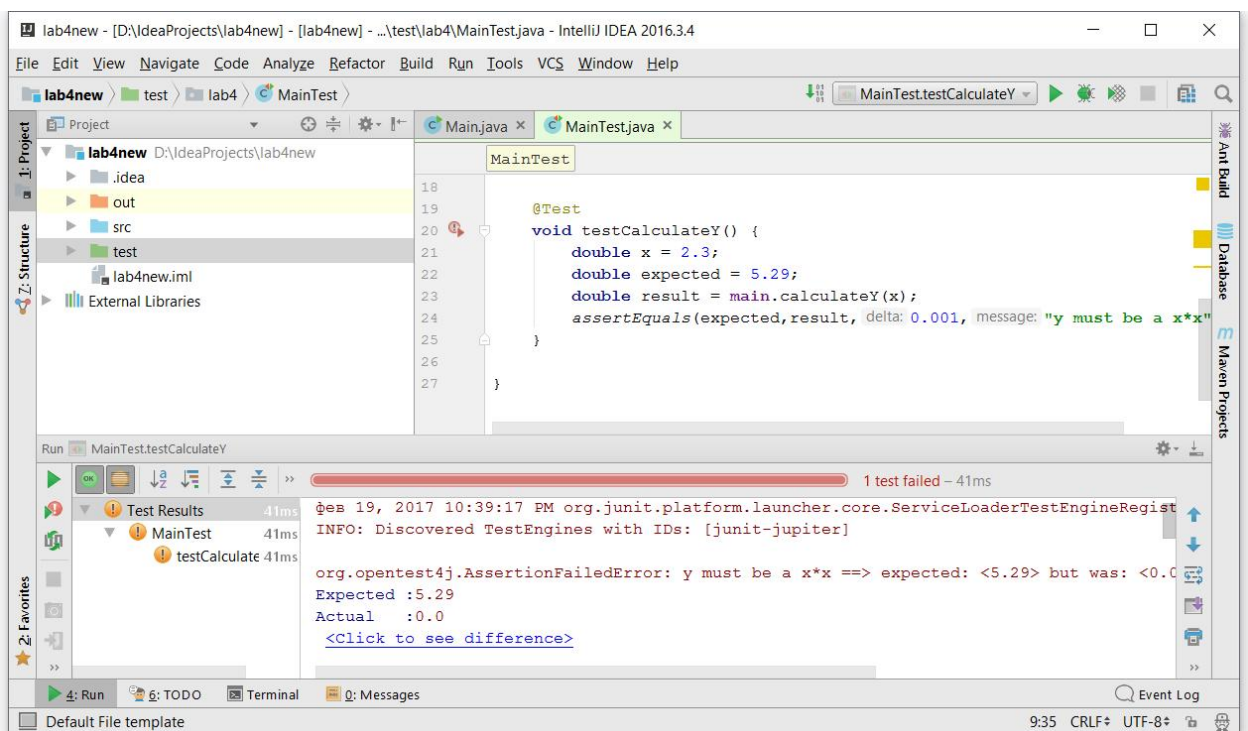 lab4new - [D:\IdeaProjects\lab4new] - [lab4new] - ...\test\lab4\MainTest.java - IntelliJ IDEA 2016.3.4
File Edit View Navigate Code Analyze Refactor Build Run Tools VCS Window Help
lab4new test lab4 MainTest MainTest.testCalculateY
1: Project
Z: Structure
2: Favorites
Project
lab4new D:\IdeaProjects\lab4new
.idea
out
src
test
lab4new.iml
External Libraries
Main.java × MainTest.java ×
MainTest
18
19 @Test
20 void testCalculateY() {
21 double x = 2.3;
22 double expected = 5.29;
23 double result = main.calculateY(x);
24 assertEquals(expected,result, delta: 0.001, message: "y must be a x*x"
25 }
26
27 }
Ant Build
Database
m Maven Projects
Run MainTest.testCalculateY
OK
1 test failed – 41ms
Test Results 41ms
MainTest 41ms
testCalculate 41ms
фев 19, 2017 10:39:17 PM org.junit.platform.launcher.core.ServiceLoaderTestEngineRegist
INFO: Discovered TestEngines with IDs: [junit-jupiter]
org.opentest4j.AssertionFailedError: y must be a x*x ==> expected: <5.29> but was: <0.0
Expected :5.29
Actual :0.0
<Click to see difference>
4: Run 6: TODO Terminal 0: Messages Event Log
Default File template 9:35 CRLF UTF-8